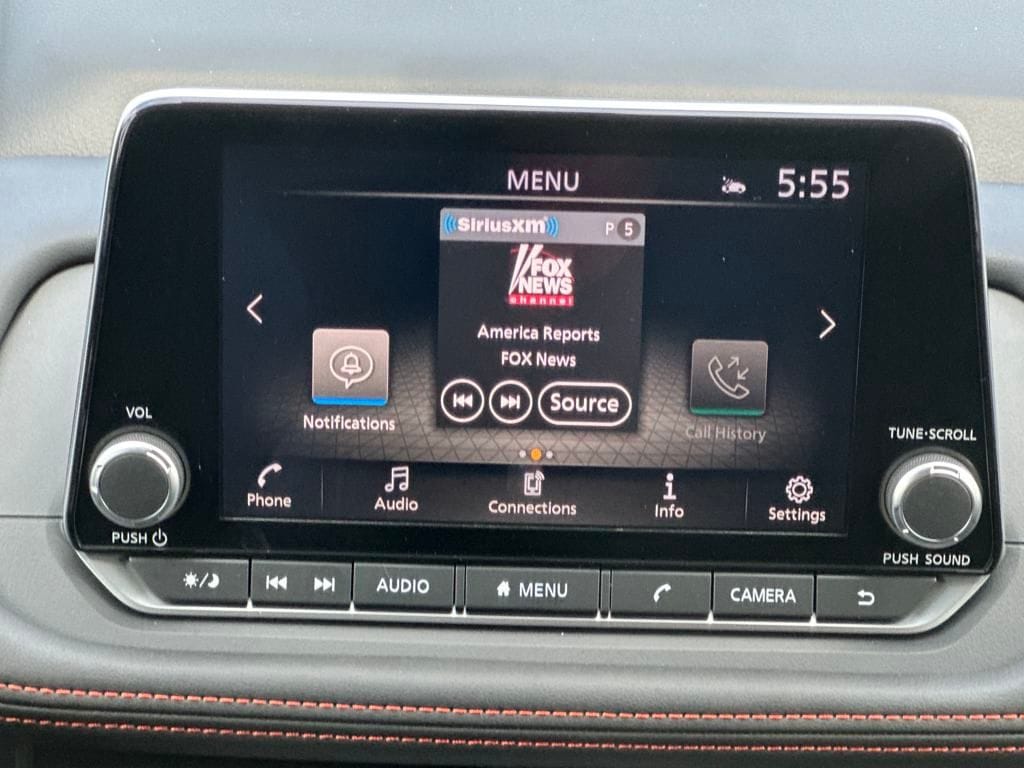 MENU
5:55
SiriusXm
P 5
FOX
NEWS
channel
America Reports
FOX News
Source
Notifications
Call History
VOL
TUNE·SCROLL
Phone
Audio
Connections
Info
Settings
PUSH
PUSH SOUND
AUDIO
MENU
CAMERA